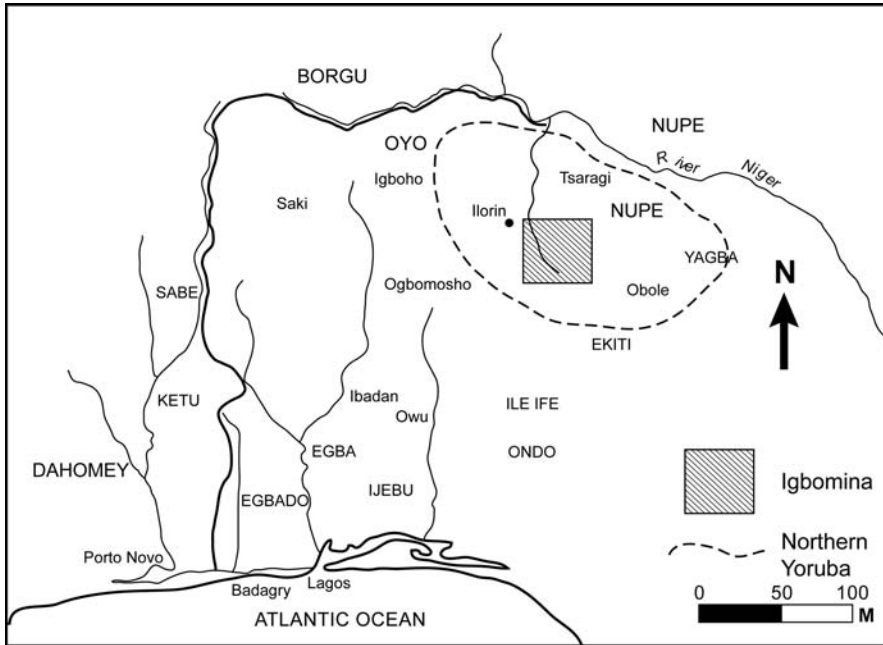 BORGU
NUPE
OYO
River Niger
Igboho
Tsaragi
Saki
Ilorin
NUPE
YAGBA
N
SABE
Ogbomosho
Obole
EKITI
KETU
Ibadan
ILE IFE
Owu
EGBA
ONDO
DAHOMEY
IJEBU
EGBADO
Igbomina
Porto Novo
Northern
Yoruba
Badagry
Lagos
0 50 100
M
ATLANTIC OCEAN